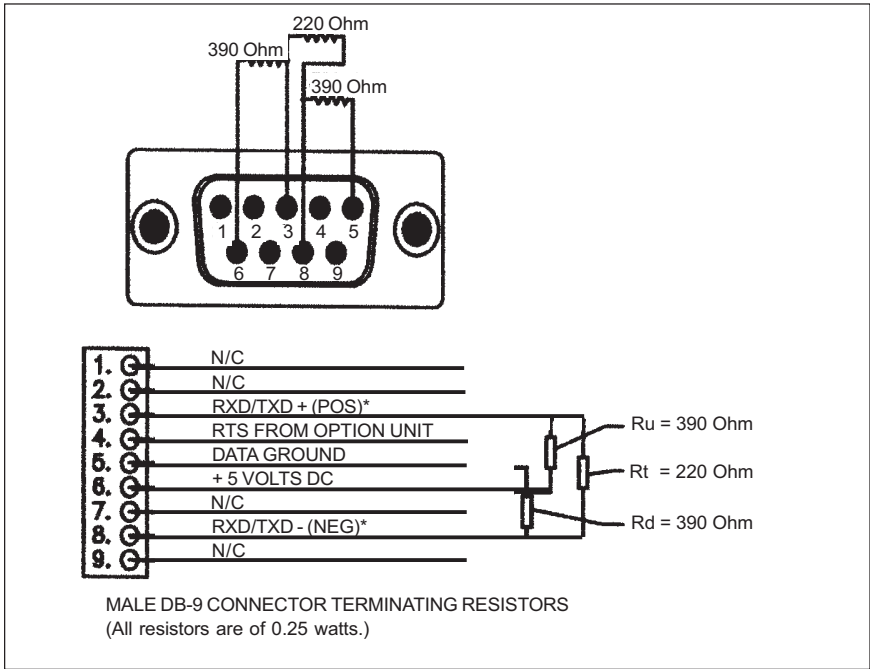 220 Ohm
390 Ohm
390 Ohm
1 2 3 4 5
6 7 8 9
1. N/C
2. N/C
3. RXD/TXD + (POS)*
4. RTS FROM OPTION UNIT
5. DATA GROUND
6. + 5 VOLTS DC
7. N/C
8. RXD/TXD - (NEG)*
9. N/C
Ru = 390 Ohm
Rt = 220 Ohm
Rd = 390 Ohm
MALE DB-9 CONNECTOR TERMINATING RESISTORS
(All resistors are of 0.25 watts.)